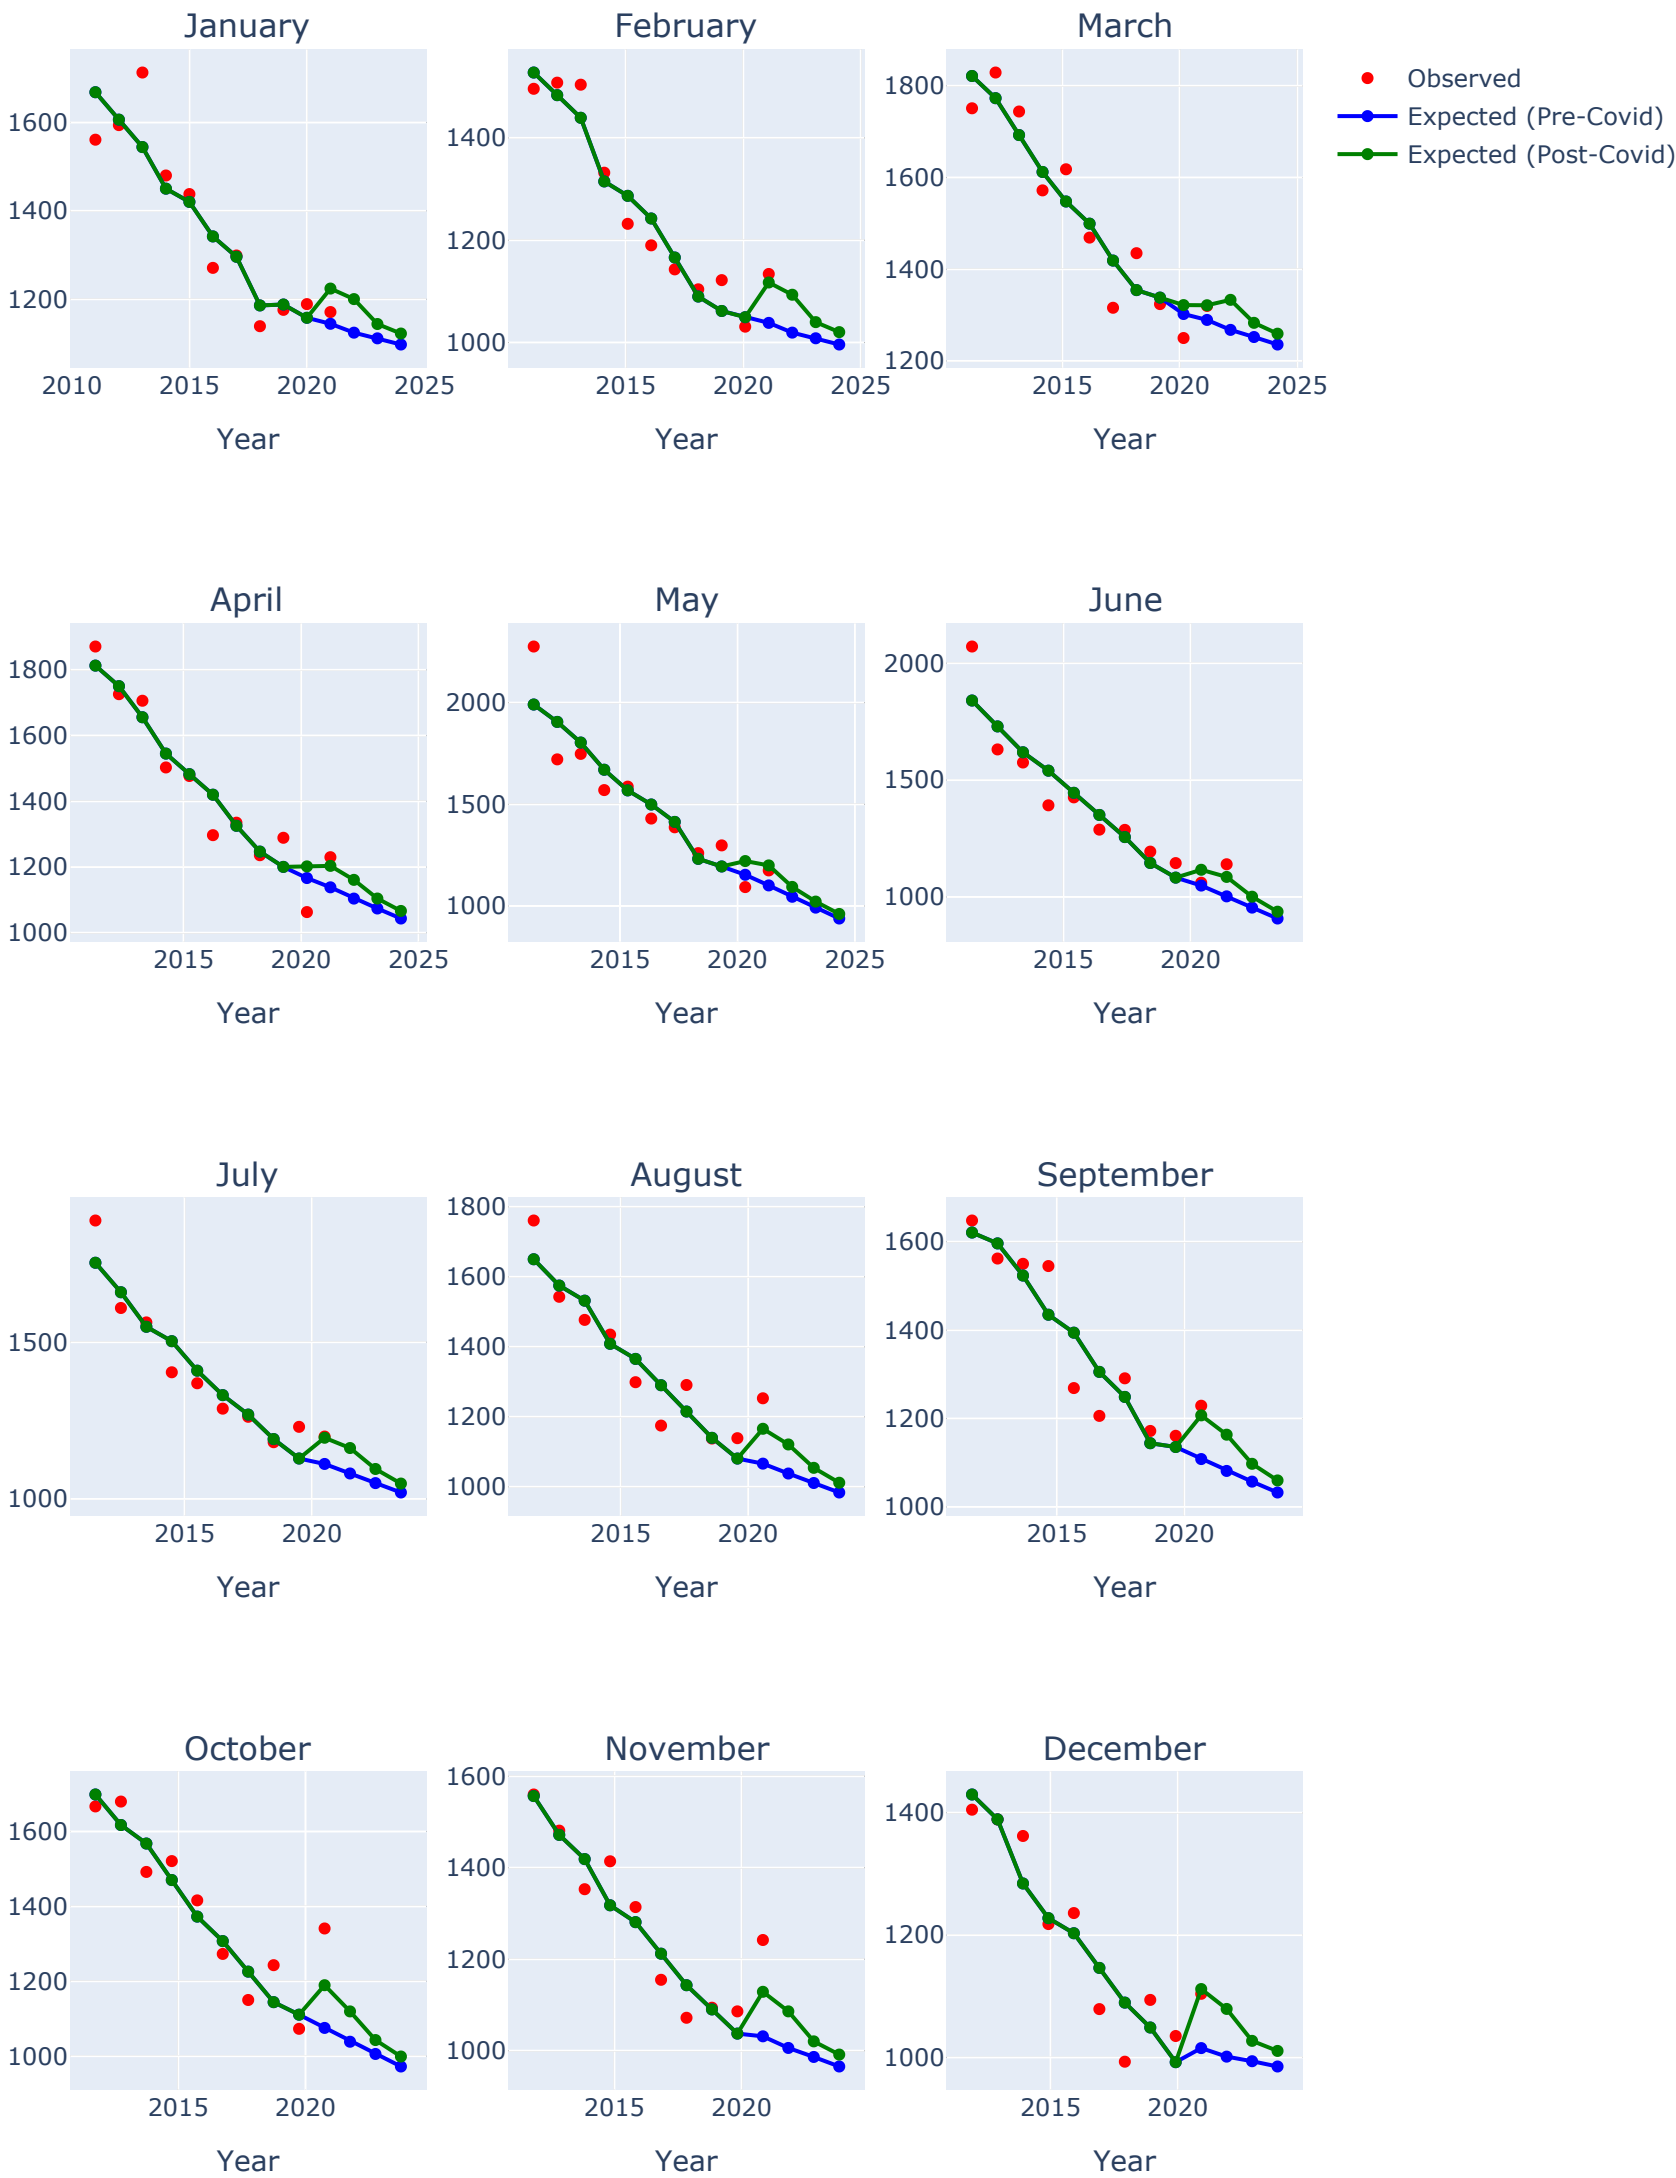 January February March
1600
1400
1200
2010 2015 2020 2025
Year
1400
1200
1000
2015 2020
Year
1800
1600
1400
1200
2015 2020 2025
Year
Observed
Expected (Pre-Covid)
Expected (Post-Covid)
April May June
1800
1600
1400
1200
1000
2015 2020 2025
Year
2000
1500
1000
2015 2020 2025
Year
2000
1500
1000
2015 2020
Year
July August September
1500
1000
2015 2020
Year
1800
1600
1400
1200
1000
2015 2020
Year
1600
1400
1200
1000
2015 2020
Year
October November December
1600
1400
1200
1000
2015 2020
Year
1600
1400
1200
1000
2015 2020
Year
1400
1200
1000
2015 2020
Year